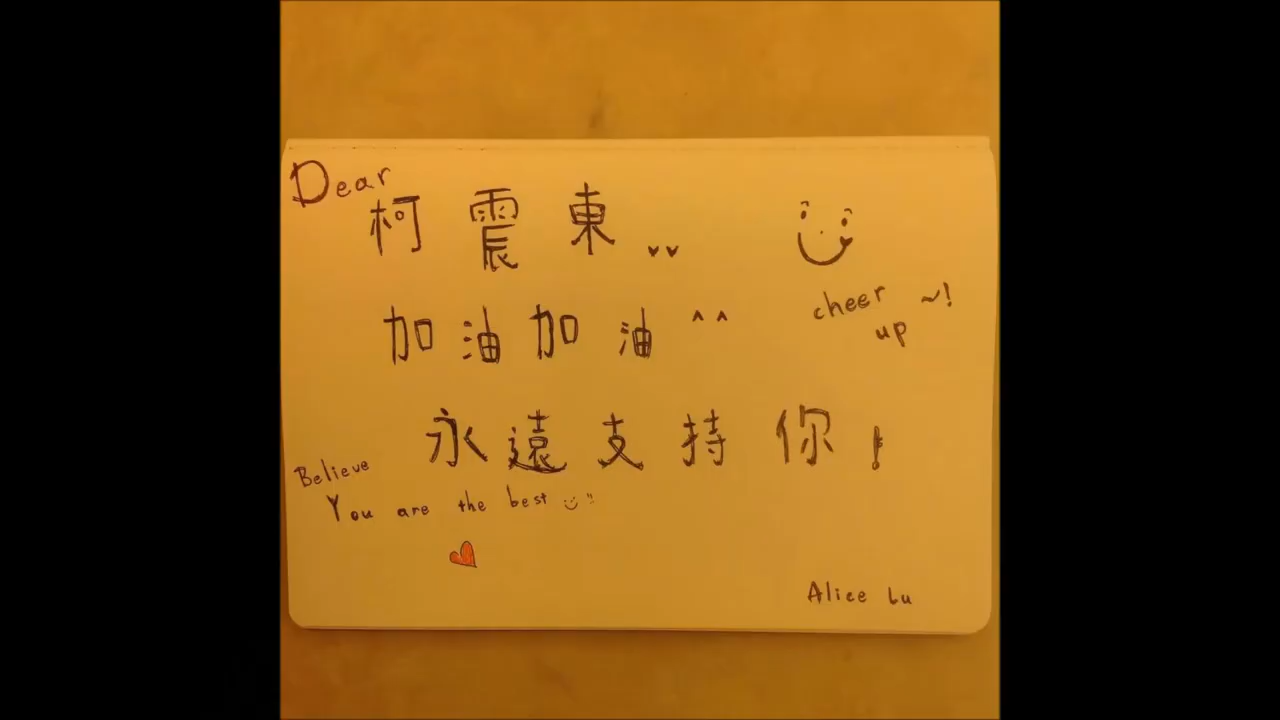 Dear
柯震東
加油加油^^
cheer
up ~!
永遠支持你!
Believe
You are the best
Alice Lu